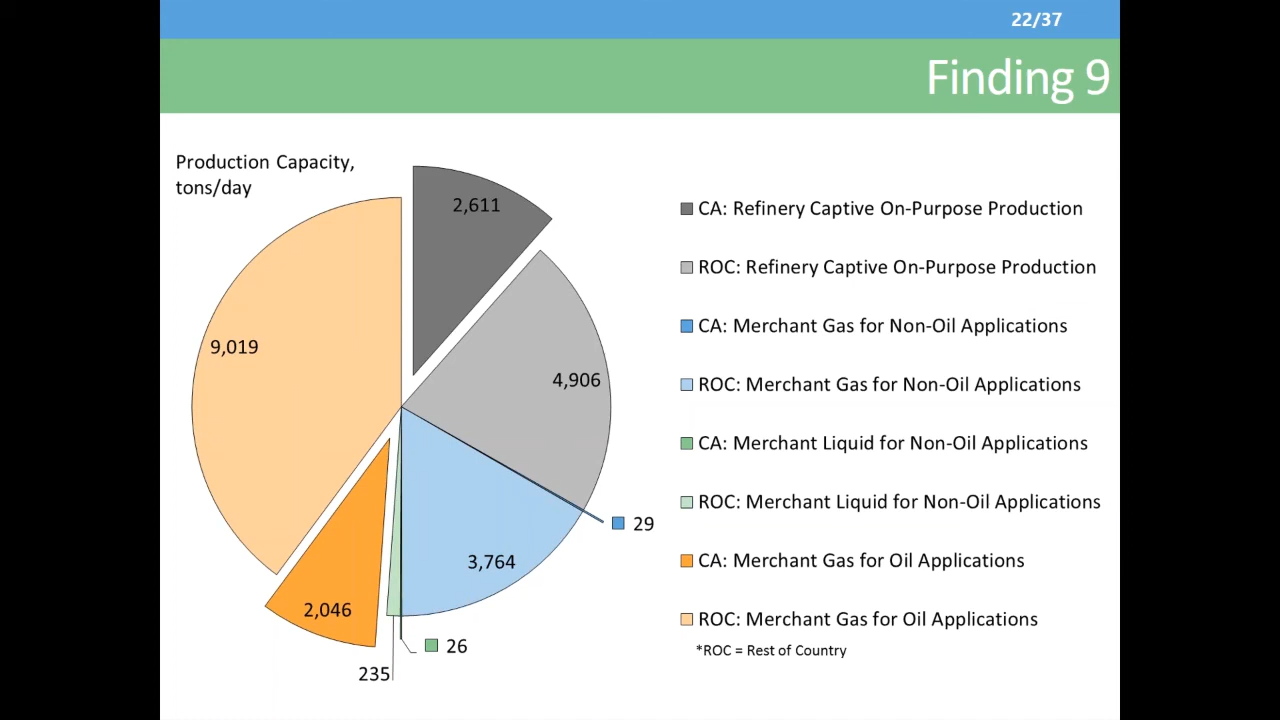 22/37
Finding 9
Production Capacity,
tons/day
2,611
4,906
29
3,764
26
235
2,046
9,019
CA: Refinery Captive On-Purpose Production
ROC: Refinery Captive On-Purpose Production
CA: Merchant Gas for Non-Oil Applications
ROC: Merchant Gas for Non-Oil Applications
CA: Merchant Liquid for Non-Oil Applications
ROC: Merchant Liquid for Non-Oil Applications
CA: Merchant Gas for Oil Applications
ROC: Merchant Gas for Oil Applications
*ROC = Rest of Country